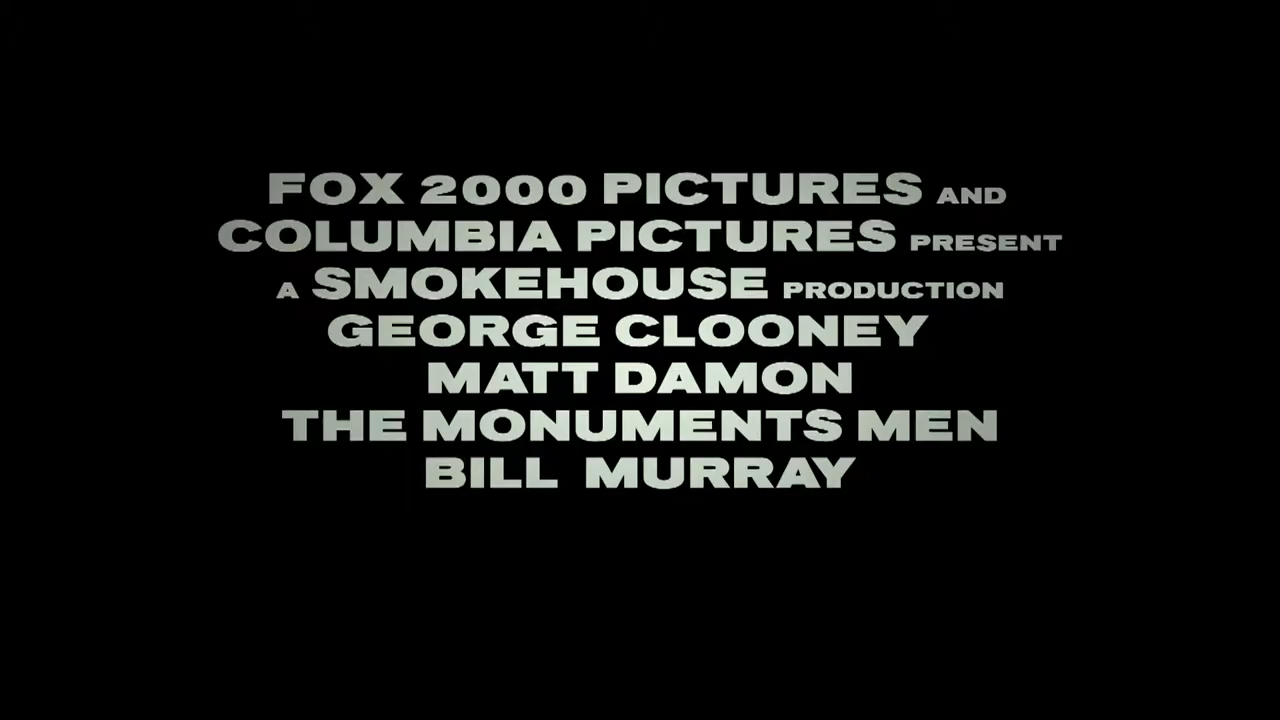 FOX 2000 PICTURES AND
COLUMBIA PICTURES PRESENT
A SMOKEHOUSE PRODUCTION
GEORGE CLOONEY
MATT DAMON
THE MONUMENTS MEN
BILL MURRAY